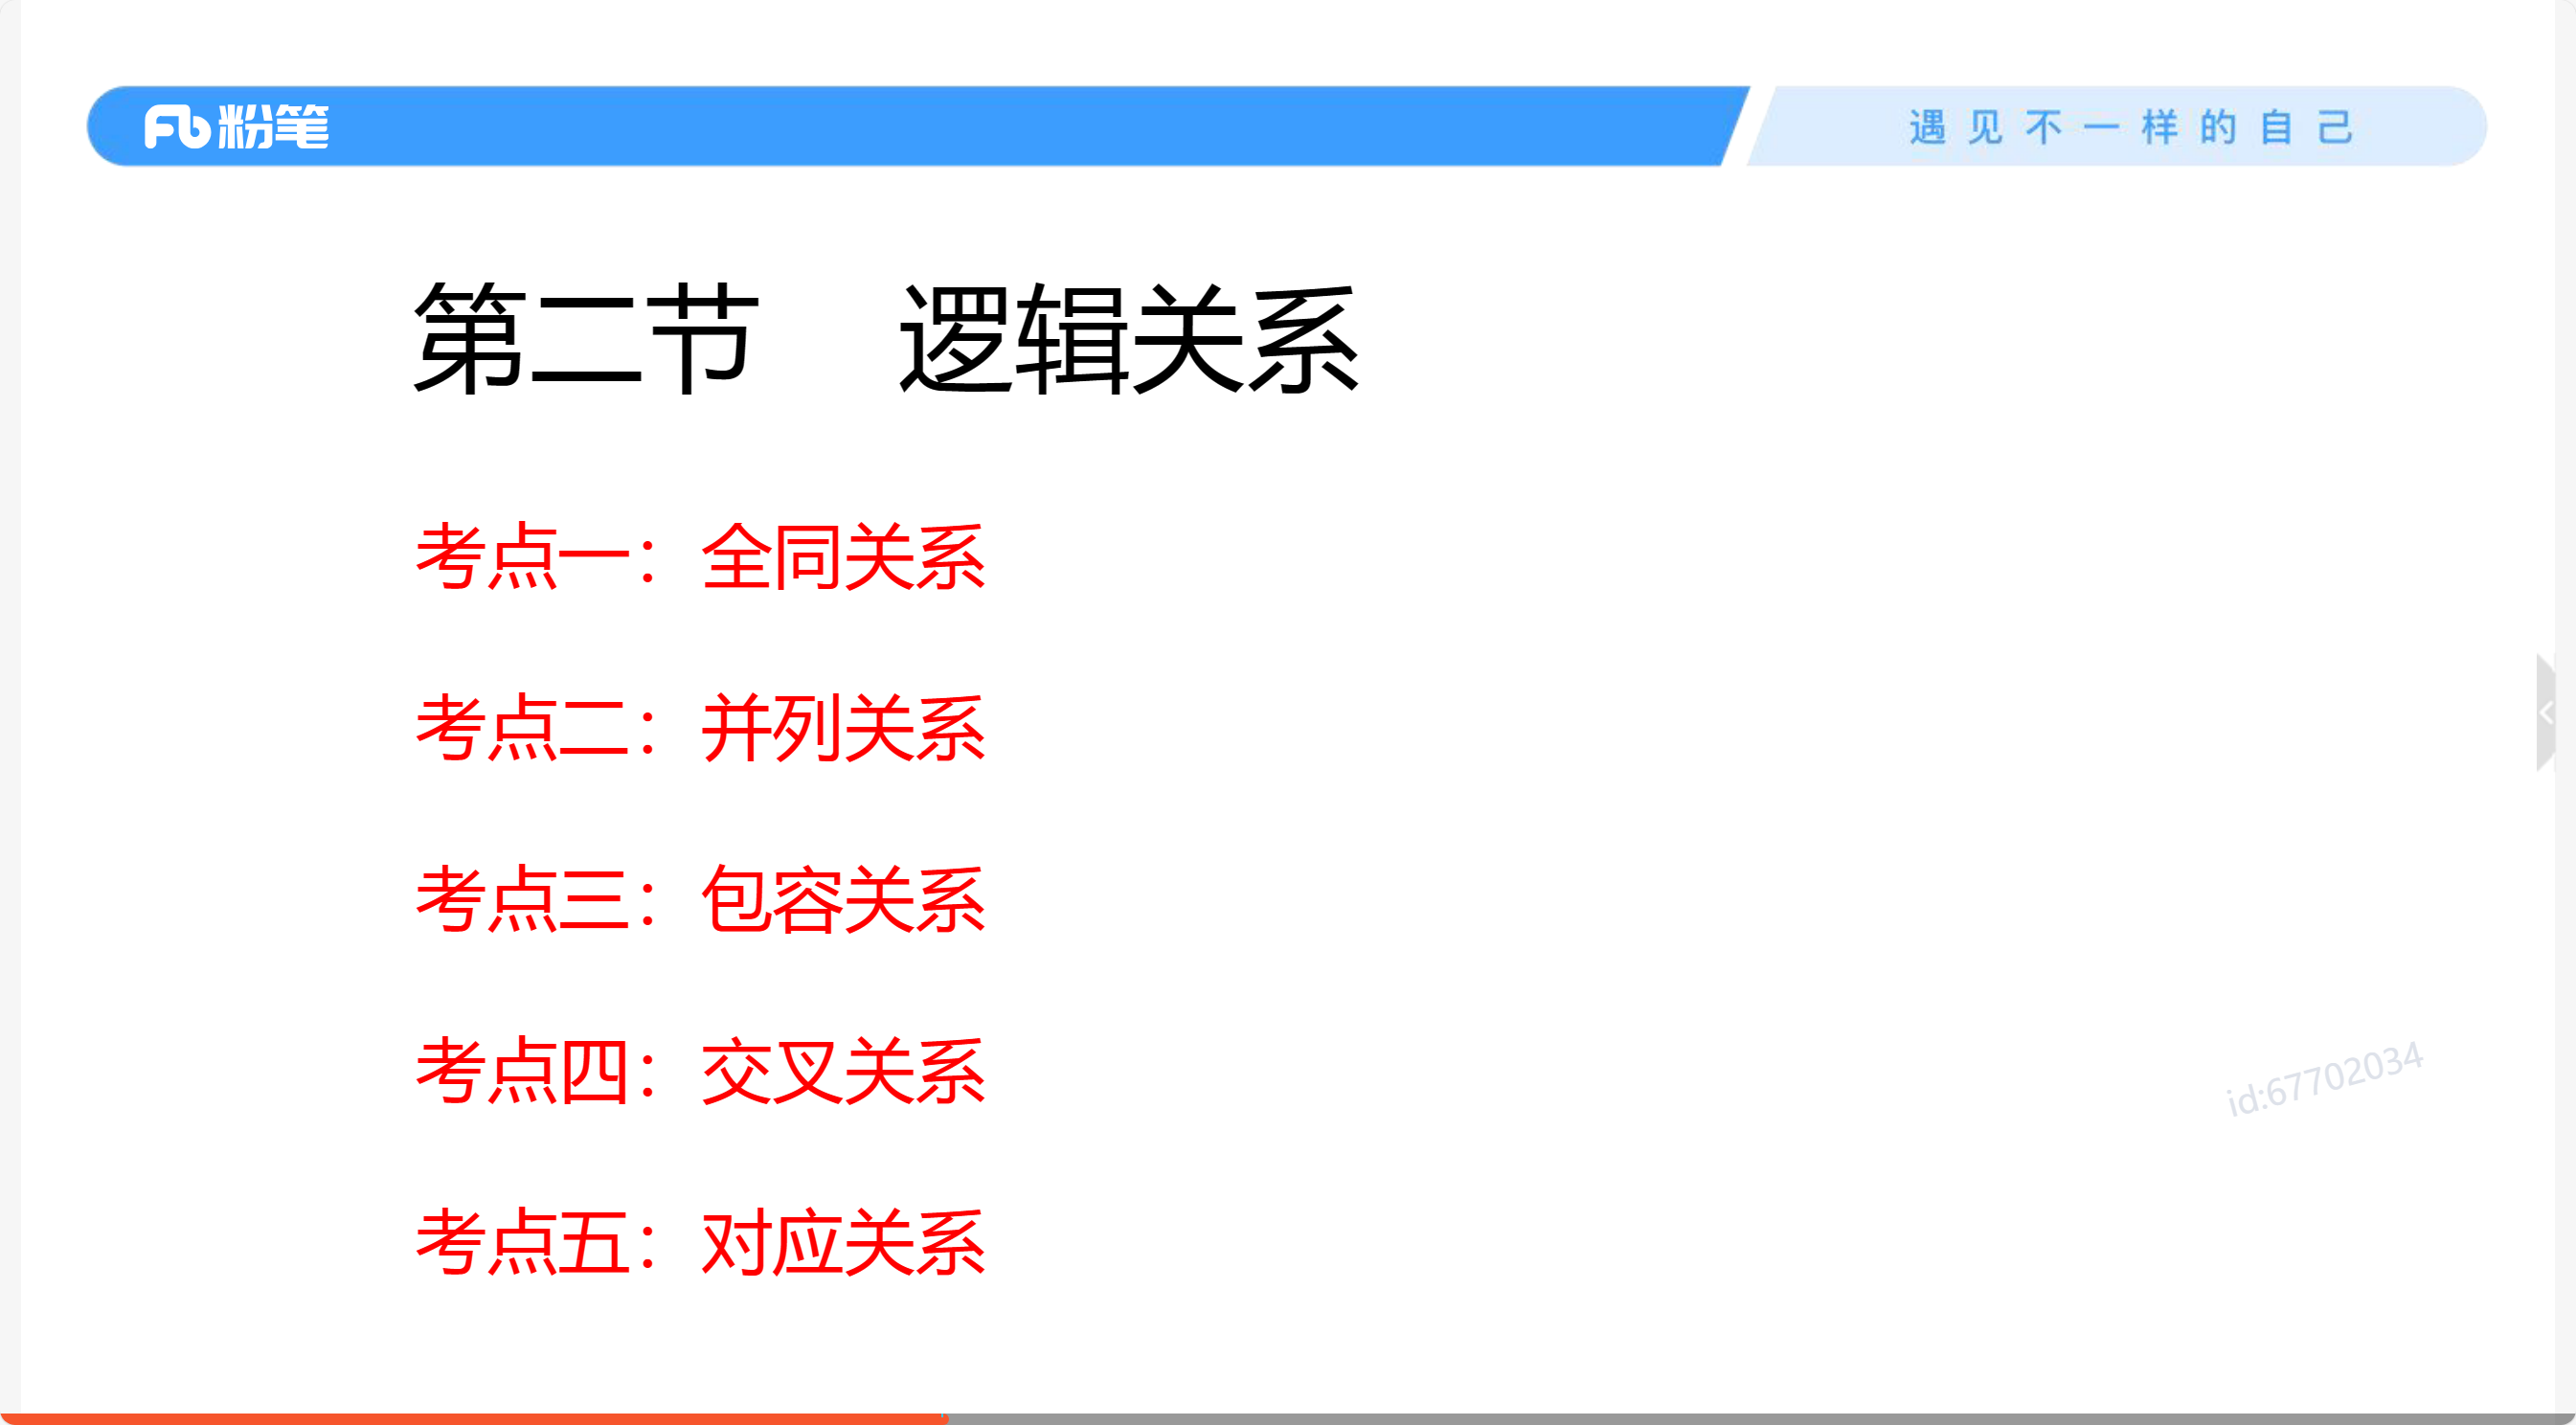 Fb粉笔
遇见不一样的自己
第二节 逻辑关系
考点一：全同关系
考点二：并列关系
考点三：包容关系
考点四：交叉关系
id:67702034
考点五：对应关系